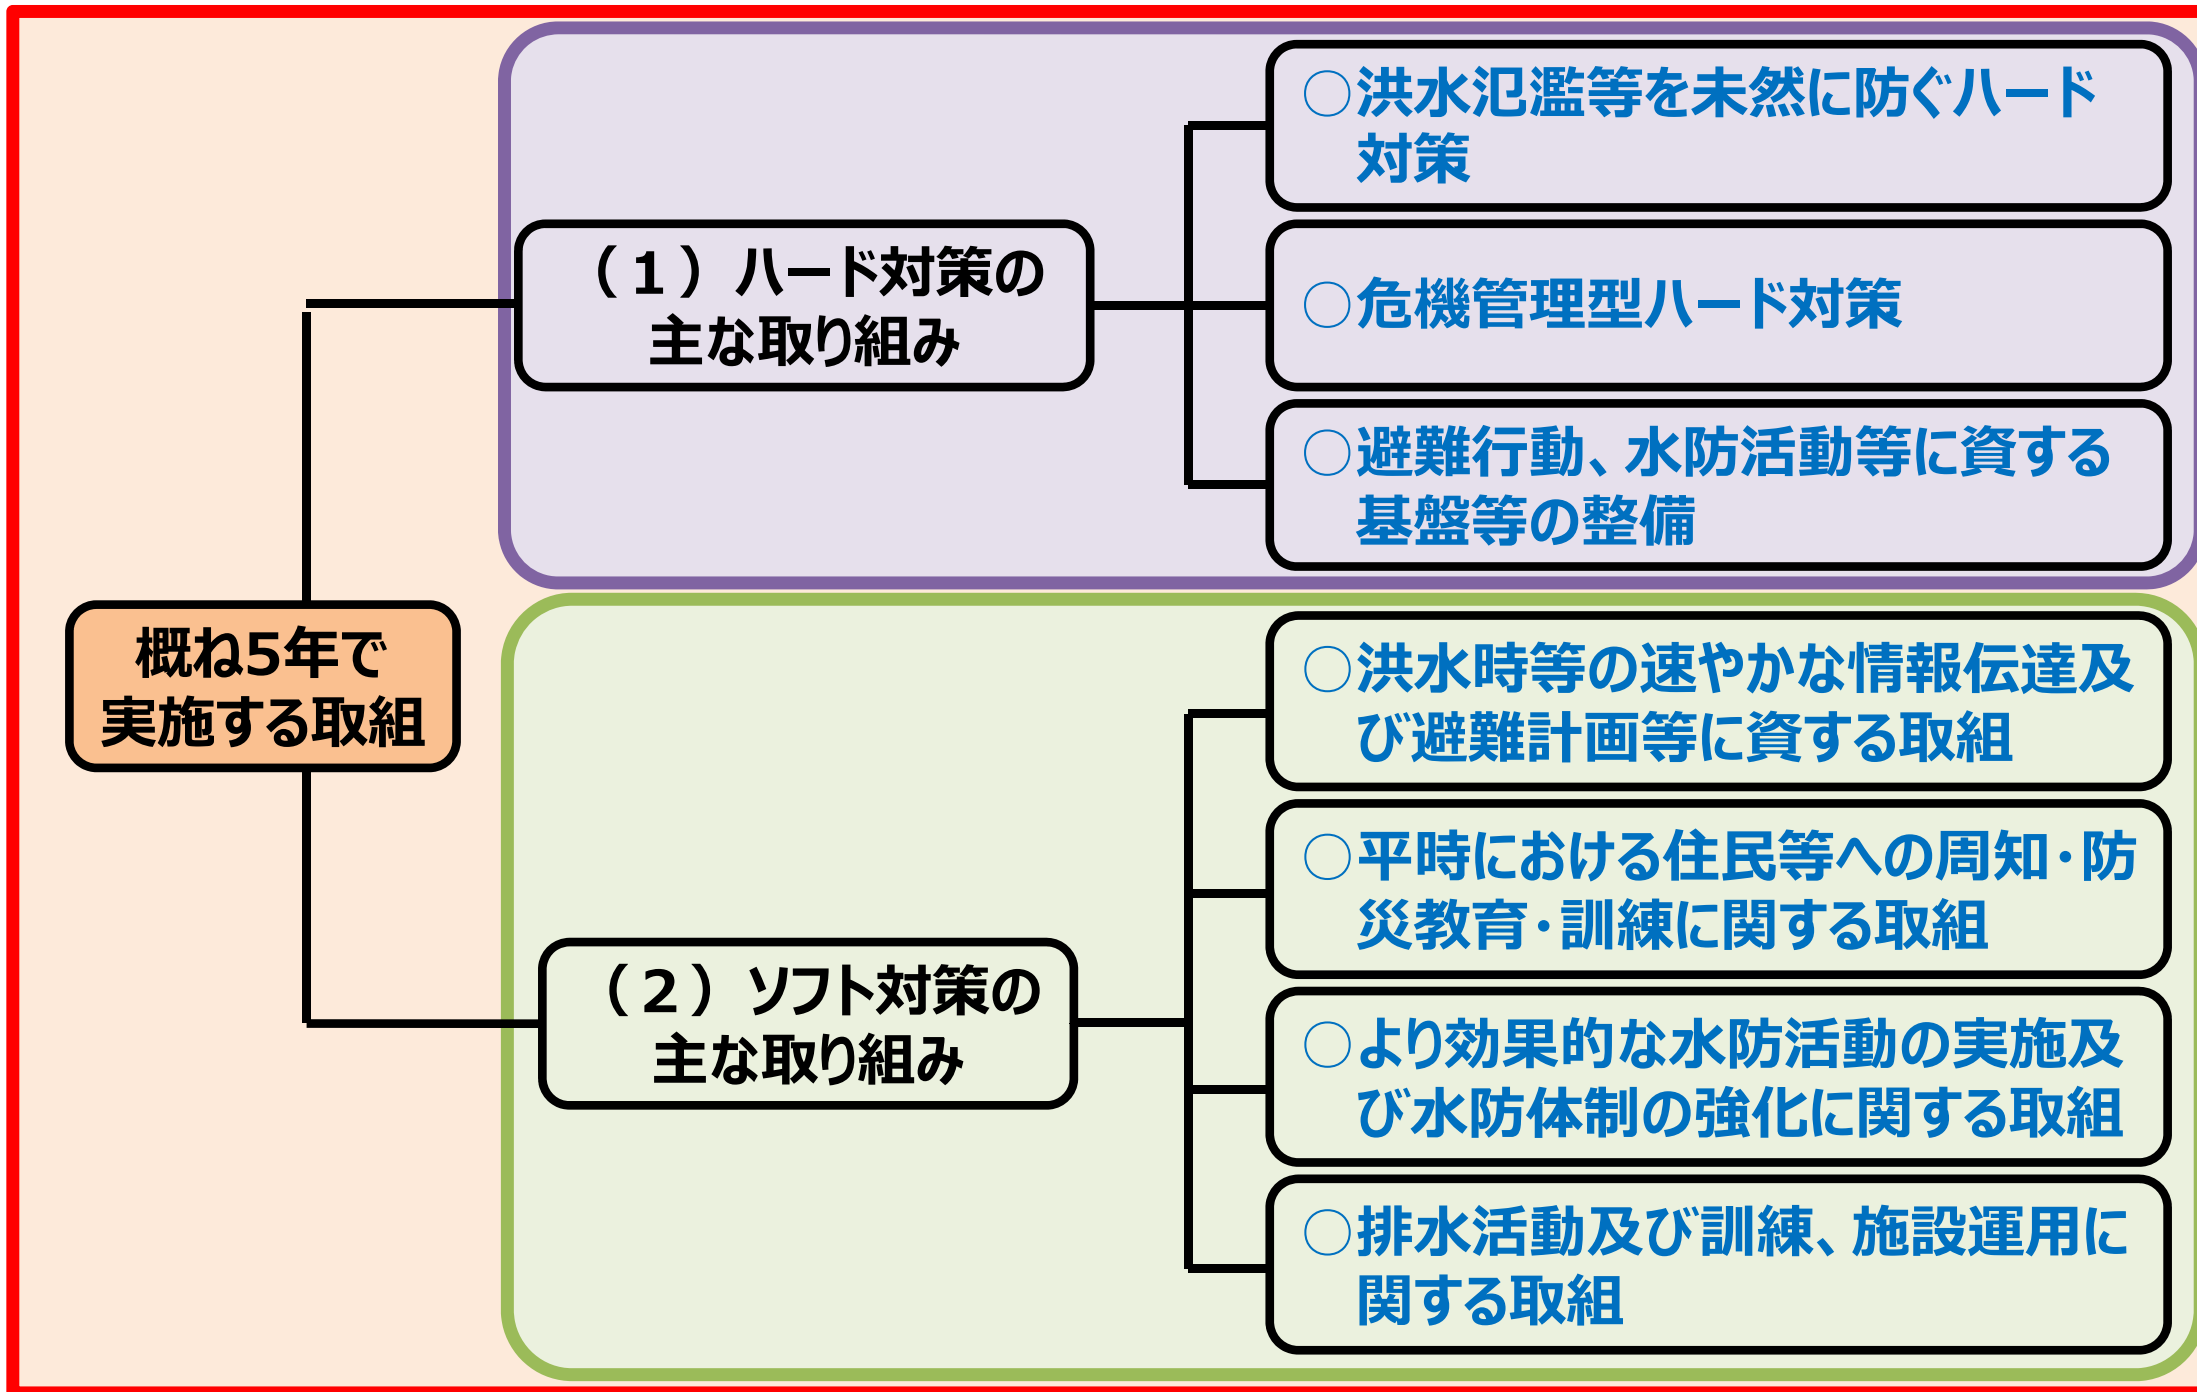 概ね5年で
実施する取組
（１）ハード対策の
主な取り組み
○洪水氾濫等を未然に防ぐハード
対策
○危機管理型ハード対策
○避難行動、水防活動等に資する
基盤等の整備
（２）ソフト対策の
主な取り組み
○洪水時等の速やかな情報伝達及
び避難計画等に資する取組
○平時における住民等への周知・防
災教育・訓練に関する取組
○より効果的な水防活動の実施及
び水防体制の強化に関する取組
○排水活動及び訓練、施設運用に
関する取組